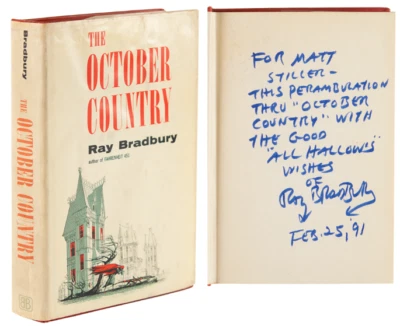 Bradbury
THE OCTOBER COUNTRY
THE
OCTOBER
COUNTRY
Ray Bradbury
author of FAHRENHEIT 451
FOR MATT
STILLER-
THIS PERAMBULATION
THRU "OCTOBER
COUNTRY" WITH
THE GOOD
"ALL HALLOWS"
WISHES
OF
Ray Bradbury
FEB. 25, '91